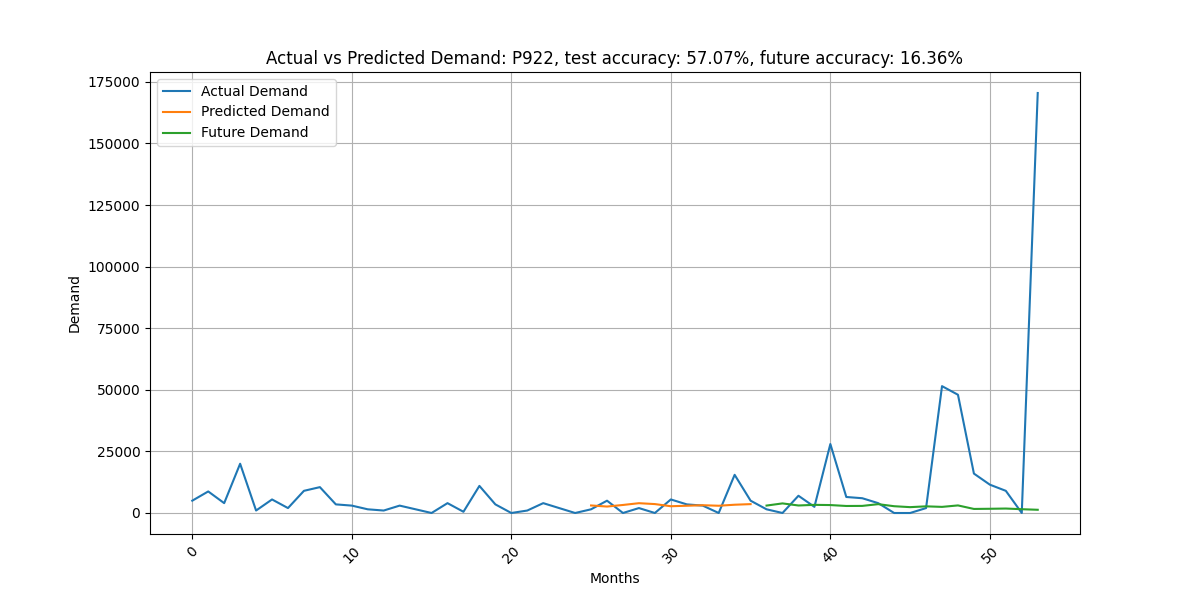 Actual vs Predicted Demand: P922, test accuracy: 57.07%, future accuracy: 16.36%
Actual Demand
Predicted Demand
Future Demand
175000
150000
125000
100000
75000
50000
25000
0
Demand
0
10
20
30
40
50
Months